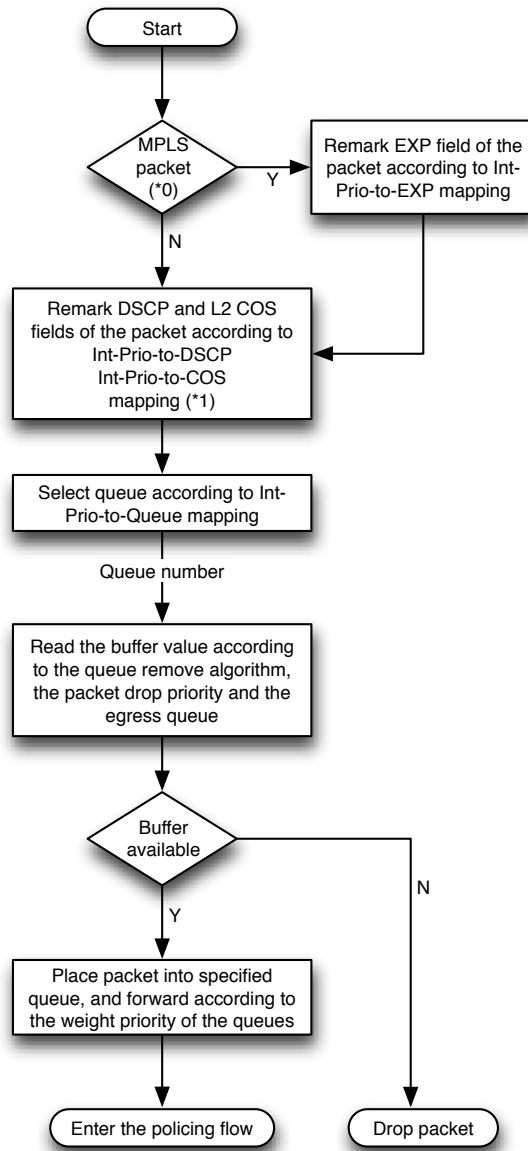 Start
MPLS
packet
(*0)
Y
Remark EXP field of the
packet according to Int-
Prio-to-EXP mapping
N
Remark DSCP and L2 COS
fields of the packet according to
Int-Prio-to-DSCP
Int-Prio-to-COS
mapping (*1)
Select queue according to Int-
Prio-to-Queue mapping
Queue number
Read the buffer value according
to the queue remove algorithm,
the packet drop priority and the
egress queue
Buffer
available
N
Y
Place packet into specified
queue, and forward according to
the weight priority of the queues
Enter the policing flow
Drop packet